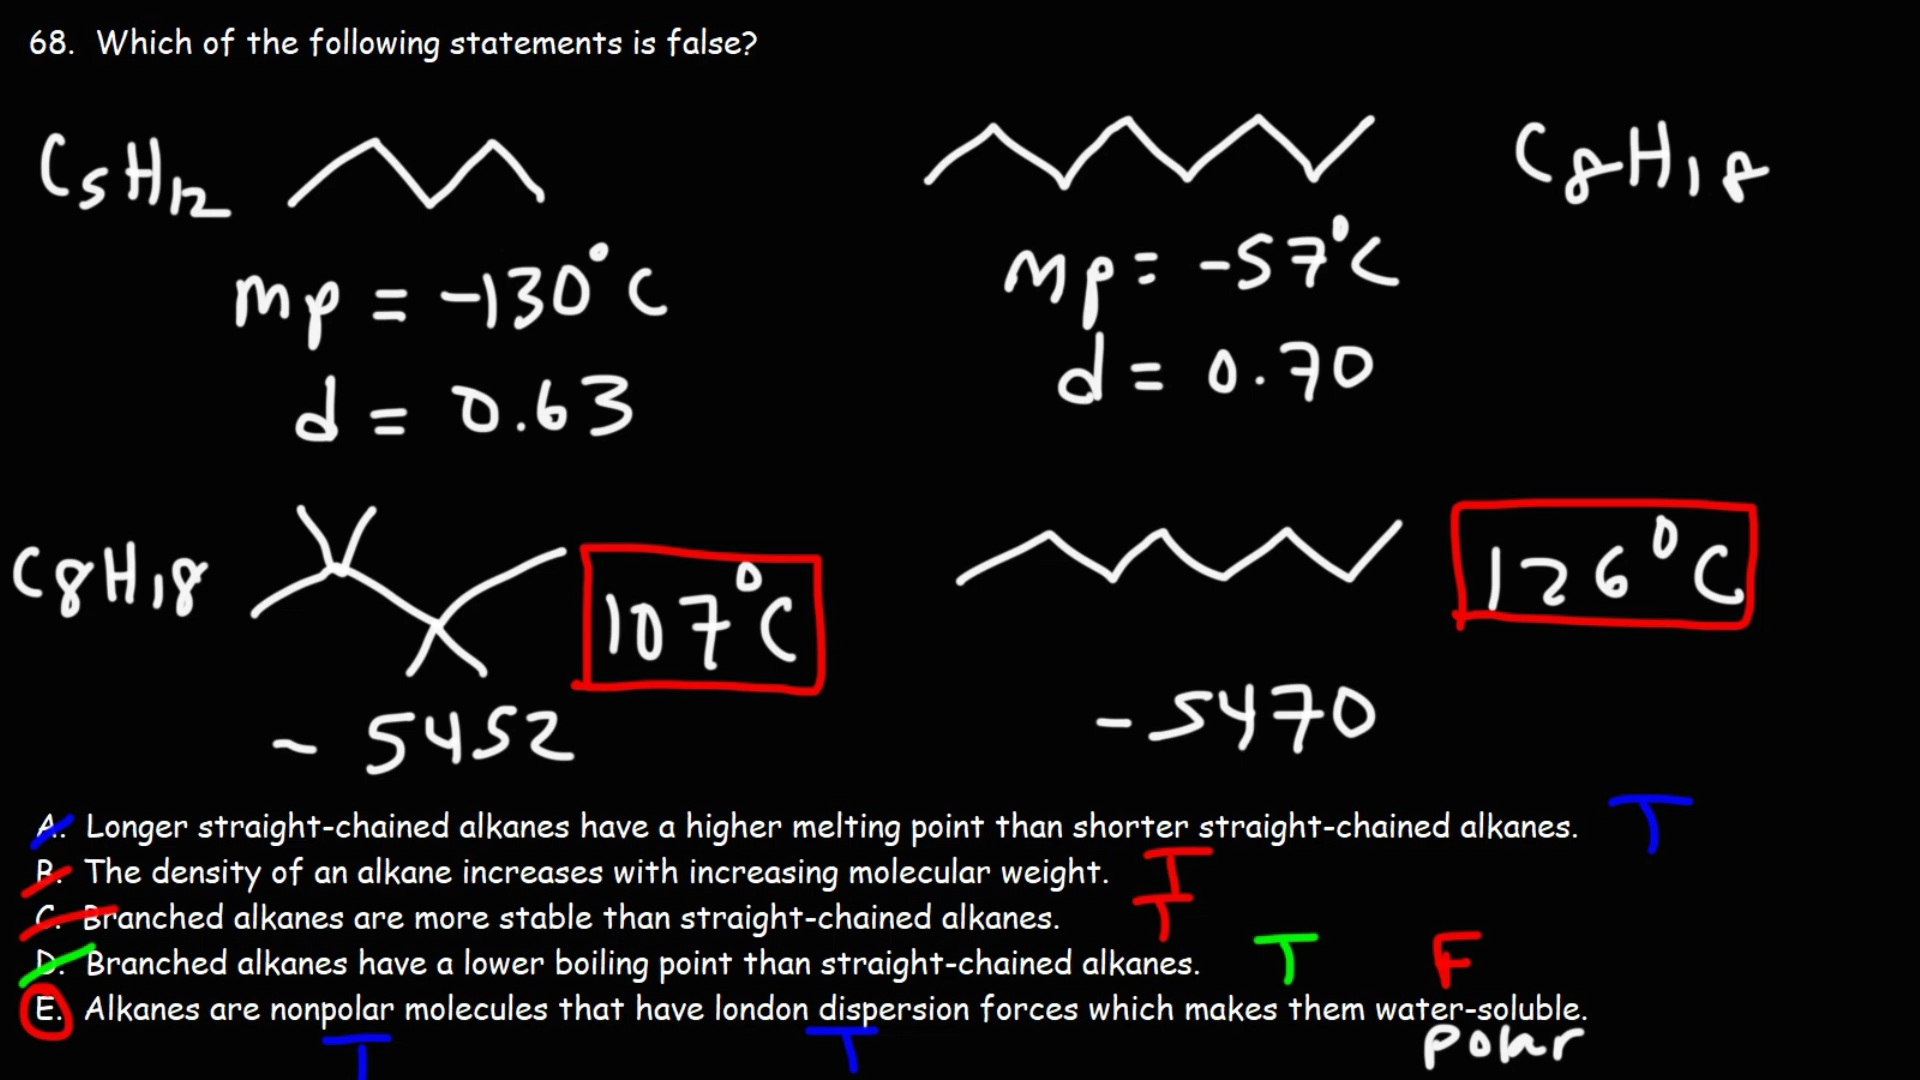 68. Which of the following statements is false?
C5H12
C8H18
mp = -130°C
mp = -57°C
d = 0.63
d = 0.70
C8H18
107°C
126°C
- 5452
- 5470
A. Longer straight-chained alkanes have a higher melting point than shorter straight-chained alkanes. T
B. The density of an alkane increases with increasing molecular weight. T
C. Branched alkanes are more stable than straight-chained alkanes. T
D. Branched alkanes have a lower boiling point than straight-chained alkanes. T F
E. Alkanes are nonpolar molecules that have london dispersion forces which makes them water-soluble.
T T polar